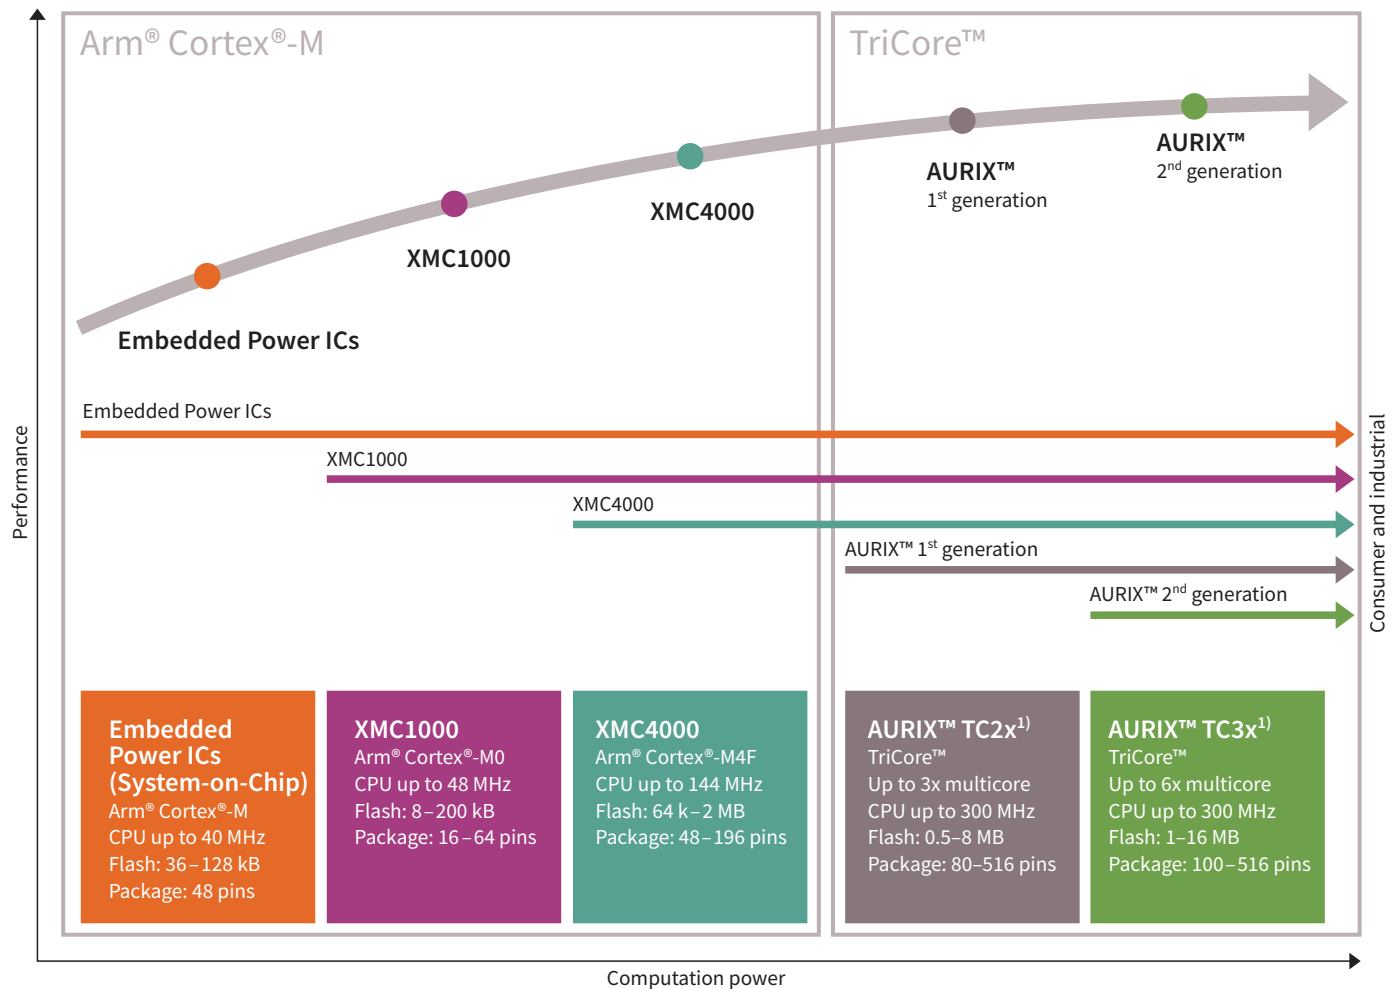 Arm® Cortex®-M
TriCore™
AURIX™
2nd generation
AURIX™
1st generation
XMC4000
XMC1000
Embedded Power ICs
Embedded Power ICs
XMC1000
XMC4000
AURIX™ 1st generation
AURIX™ 2nd generation
Performance
Consumer and industrial
Embedded
Power ICs
(System-on-Chip)
Arm® Cortex®-M
CPU up to 40 MHz
Flash: 36–128 kB
Package: 48 pins
XMC1000
Arm® Cortex®-M0
CPU up to 48 MHz
Flash: 8–200 kB
Package: 16–64 pins
XMC4000
Arm® Cortex®-M4F
CPU up to 144 MHz
Flash: 64 k–2 MB
Package: 48–196 pins
AURIX™ TC2x1)
TriCore™
Up to 3x multicore
CPU up to 300 MHz
Flash: 0.5–8 MB
Package: 80–516 pins
AURIX™ TC3x1)
TriCore™
Up to 6x multicore
CPU up to 300 MHz
Flash: 1–16 MB
Package: 100–516 pins
Computation power